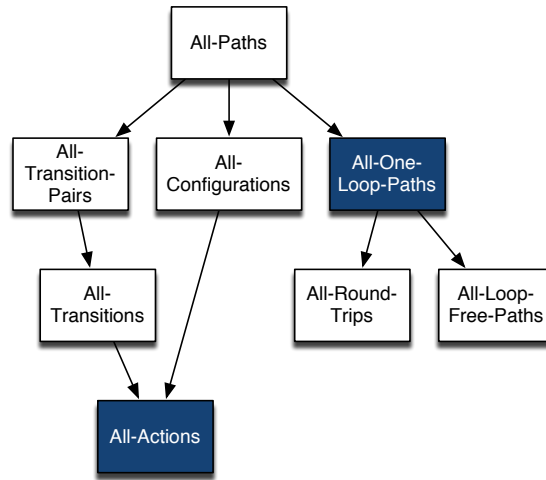 All-Paths
All-
Transition-
Pairs
All-
Configurations
All-One-
Loop-Paths
All-
Transitions
All-Round-
Trips
All-Loop-
Free-Paths
All-Actions